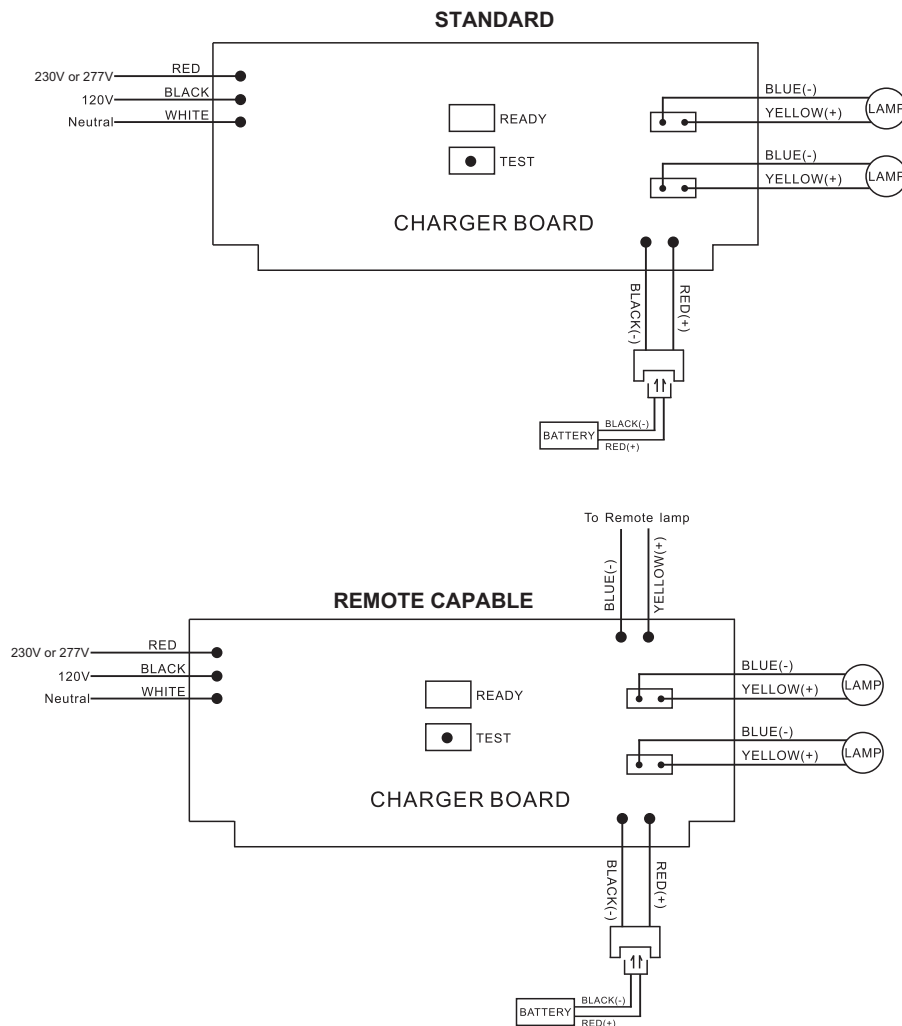 STANDARD
230V or 277V RED
120V BLACK
Neutral WHITE
READY
TEST
BLUE(-)
YELLOW(+)
LAMP
BLUE(-)
YELLOW(+)
LAMP
CHARGER BOARD
BLACK(-)
RED(+)
BATTERY
BLACK(-)
RED(+)
To Remote lamp
BLUE(-)
YELLOW(+)
REMOTE CAPABLE
230V or 277V RED
120V BLACK
Neutral WHITE
READY
TEST
BLUE(-)
YELLOW(+)
LAMP
BLUE(-)
YELLOW(+)
LAMP
CHARGER BOARD
BLACK(-)
RED(+)
BATTERY
BLACK(-)
RED(+)